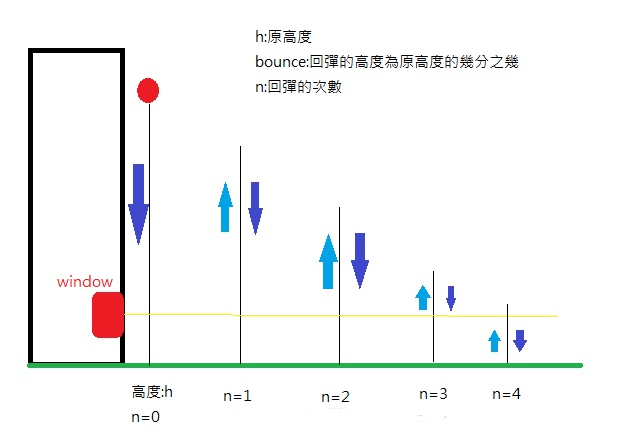 h:原高度
bounce:回彈的高度為原高度的幾分之幾
n:回彈的次數
window
高度:h
n=0
n=1
n=2
n=3
n=4